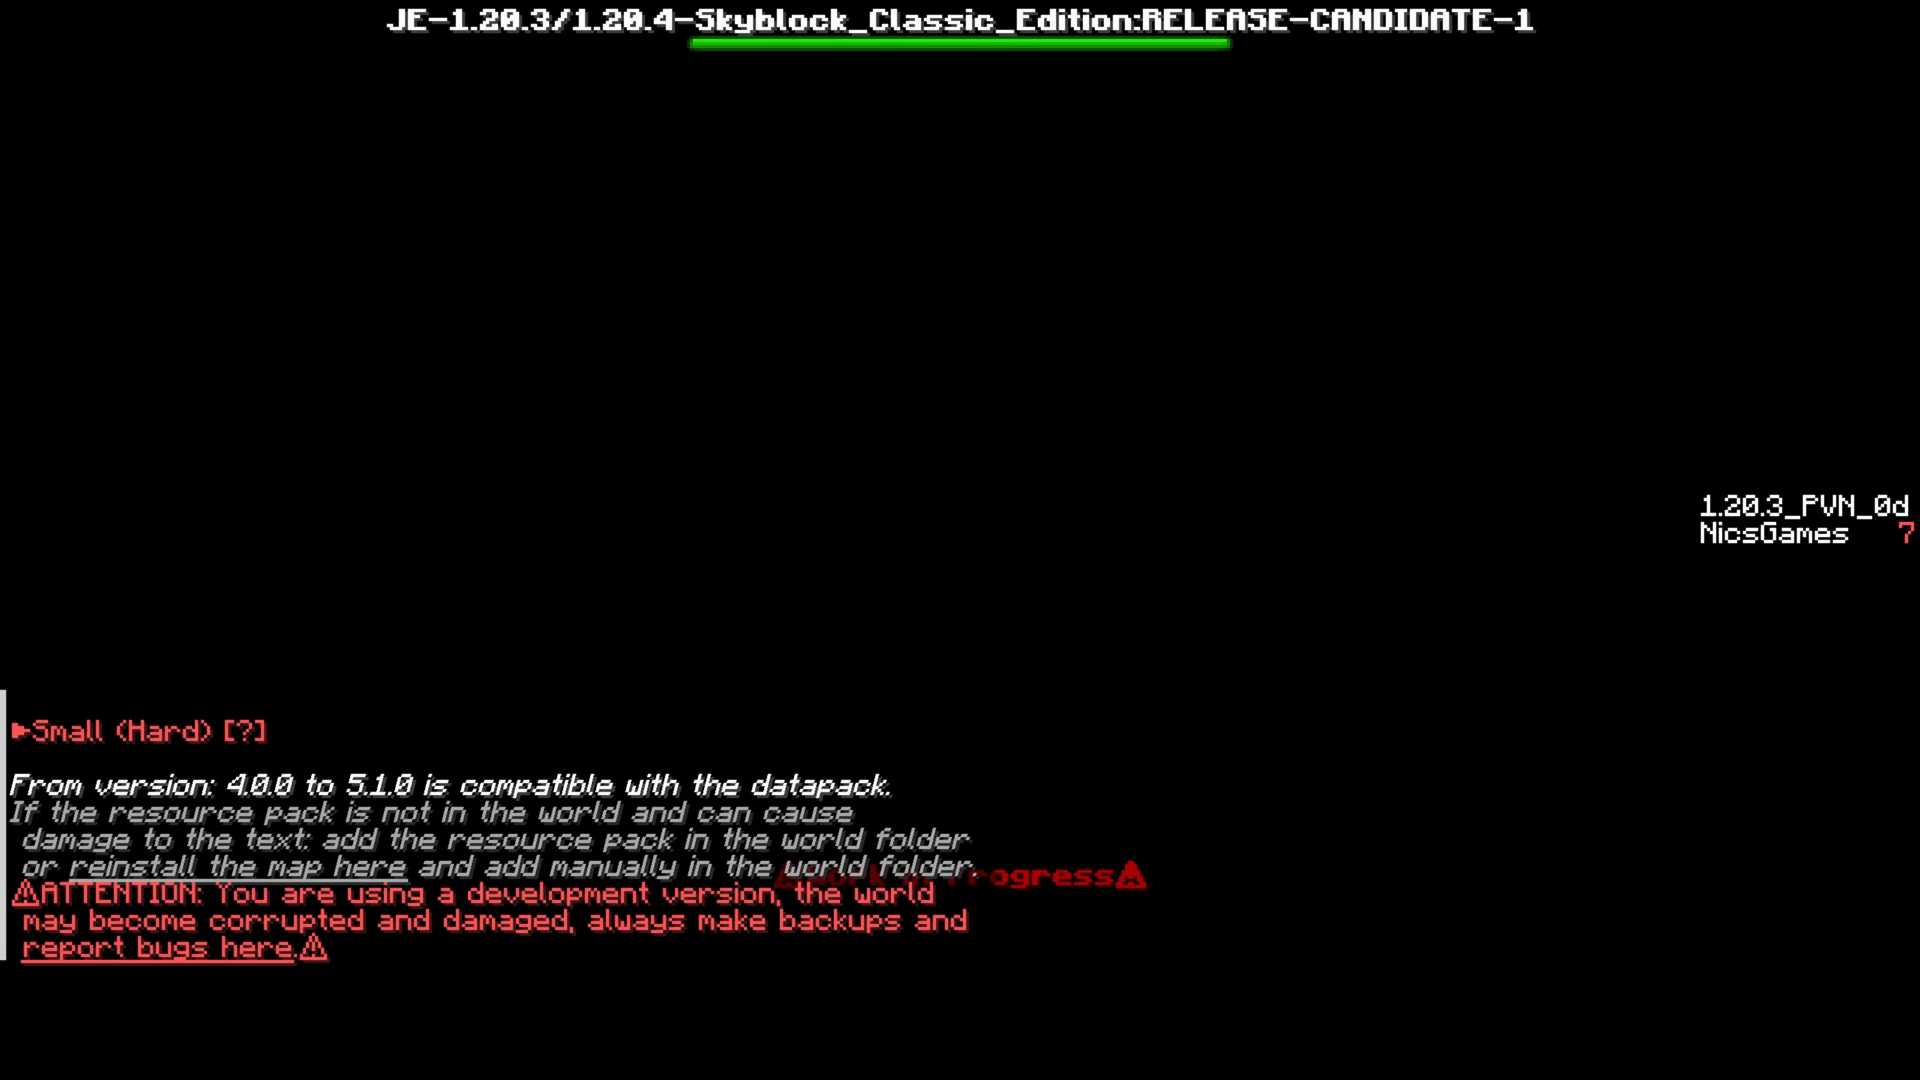 JE-1.20.3/1.20.4-Skyblock_Classic_Edition:RELEASE-CANDIDATE-1
1.20.3_PVN_0d
NicsGames 7
►Small (Hard) [?]
From version: 4.0.0 to 5.1.0 is compatible with the datapack.
If the resource pack is not in the world and can cause
damage to the text: add the resource pack in the world folder
or reinstall the map here and add manually in the world folder.
⚠ATTENTION: You are using a development version, the world
may become corrupted and damaged, always make backups and
report bugs here.⚠
Progress⚠